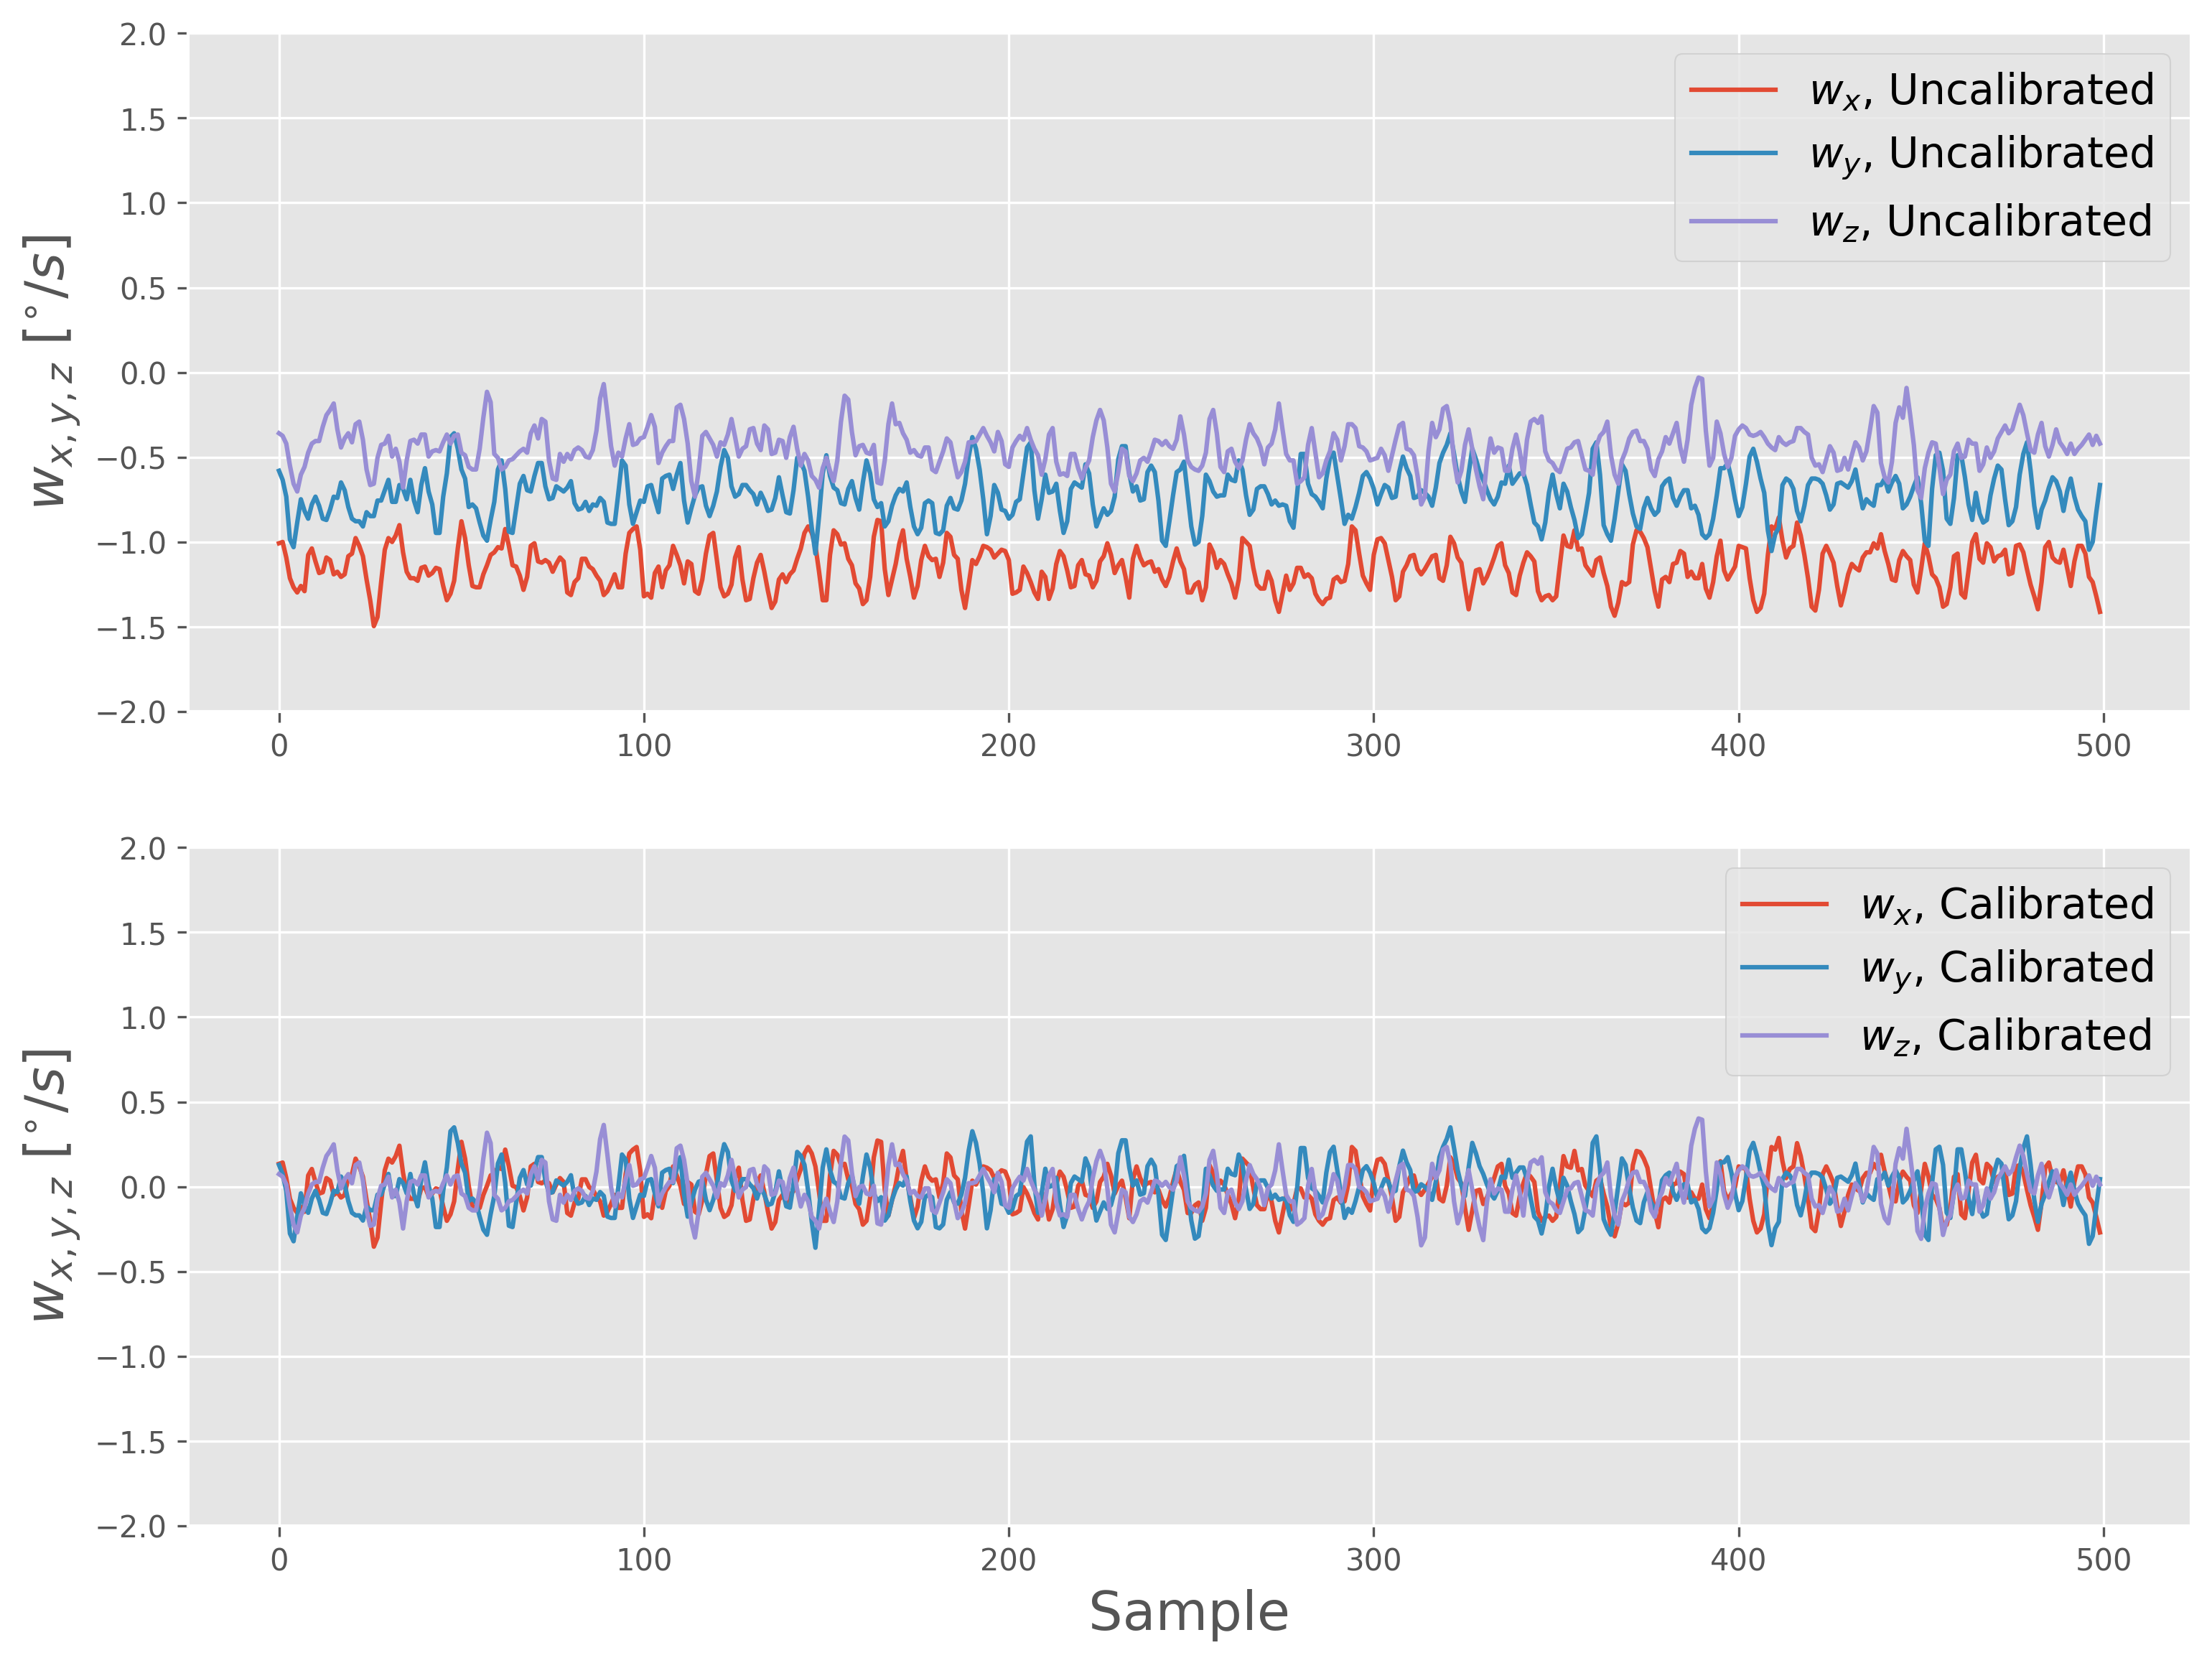 2.0
1.5
1.0
0.5
0.0
−0.5
−1.0
−1.5
−2.0
w_{x, y, z} [°/s]
w_x, Uncalibrated
w_y, Uncalibrated
w_z, Uncalibrated
0 100 200 300 400 500
2.0
1.5
1.0
0.5
0.0
−0.5
−1.0
−1.5
−2.0
w_{x, y, z} [°/s]
w_x, Calibrated
w_y, Calibrated
w_z, Calibrated
0 100 200 300 400 500
Sample